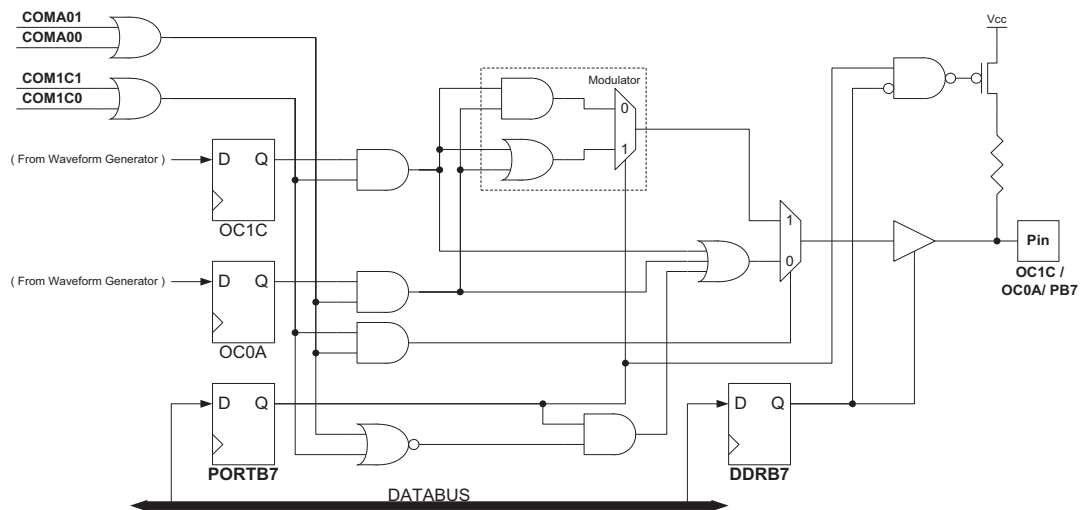 COMA01
COMA00
Vcc
COM1C1
COM1C0
Modulator
0
( From Waveform Generator )
D Q
1
OC1C
1
Pin
0
OC1C /
OC0A/ PB7
( From Waveform Generator )
D Q
OC0A
D Q
D Q
PORTB7
DDRB7
DATABUS